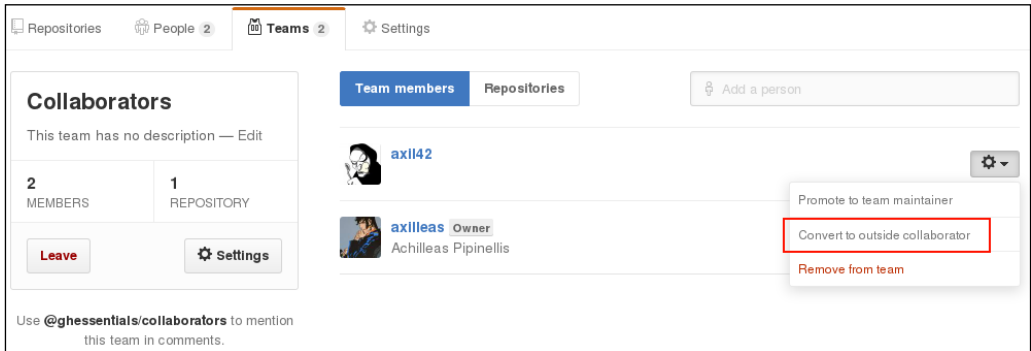 Repositories People 2 Teams 2 Settings
Collaborators
This team has no description — Edit
2 MEMBERS
1 REPOSITORY
Leave Settings
Use @ghessentials/collaborators to mention
this team in comments.
Team members Repositories Add a person
axil42
axilleas Owner
Achilleas Pipinellis
Promote to team maintainer
Convert to outside collaborator
Remove from team